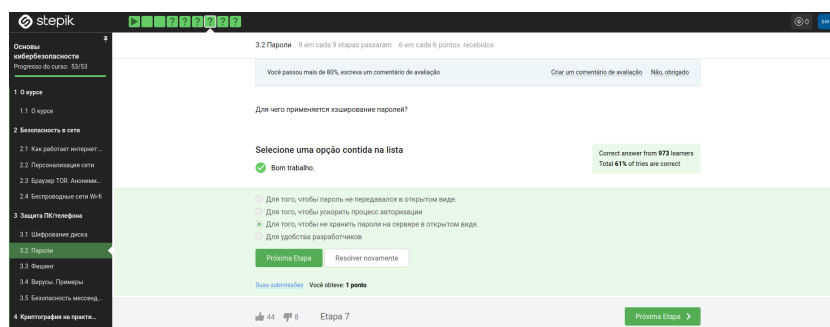 stepik
? ? ? ? ? ?
0
Основы
кибербезопасности
Progresso do curso: 53/53
1 О курсе
1.1 О курсе
2 Безопасность в сети
2.1 Как работает интернет:...
2.2 Персонализация сети
2.3 Браузер TOR. Аноними...
2.4 Беспроводные сети Wi-fi
3 Защита ПК/телефона
3.1 Шифрование диска
3.2 Пароли
3.3 Фишинг
3.4 Вирусы. Примеры
3.5 Безопасность мессенд...
4 Криптография на практи...
3.2 Пароли 9 em cada 9 etapas passaram 6 em cada 6 pontos recebidos
Você passou mais de 80%, escreva um comentário de avaliação Criar um comentário de avaliação Não, obrigado
Для чего применяется хэширование паролей?
Selecione uma opção contida na lista
Bom trabalho.
Correct answer from 973 learners
Total 61% of tries are correct
Для того, чтобы пароль не передавался в открытом виде.
Для того, чтобы ускорить процесс авторизации
Для того, чтобы не хранить пароли на сервере в открытом виде.
Для удобства разработчиков
Próxima Etapa Resolver novamente
Suas submissões Você obteve: 1 ponto
44 8 Etapa 7 Próxima Etapa